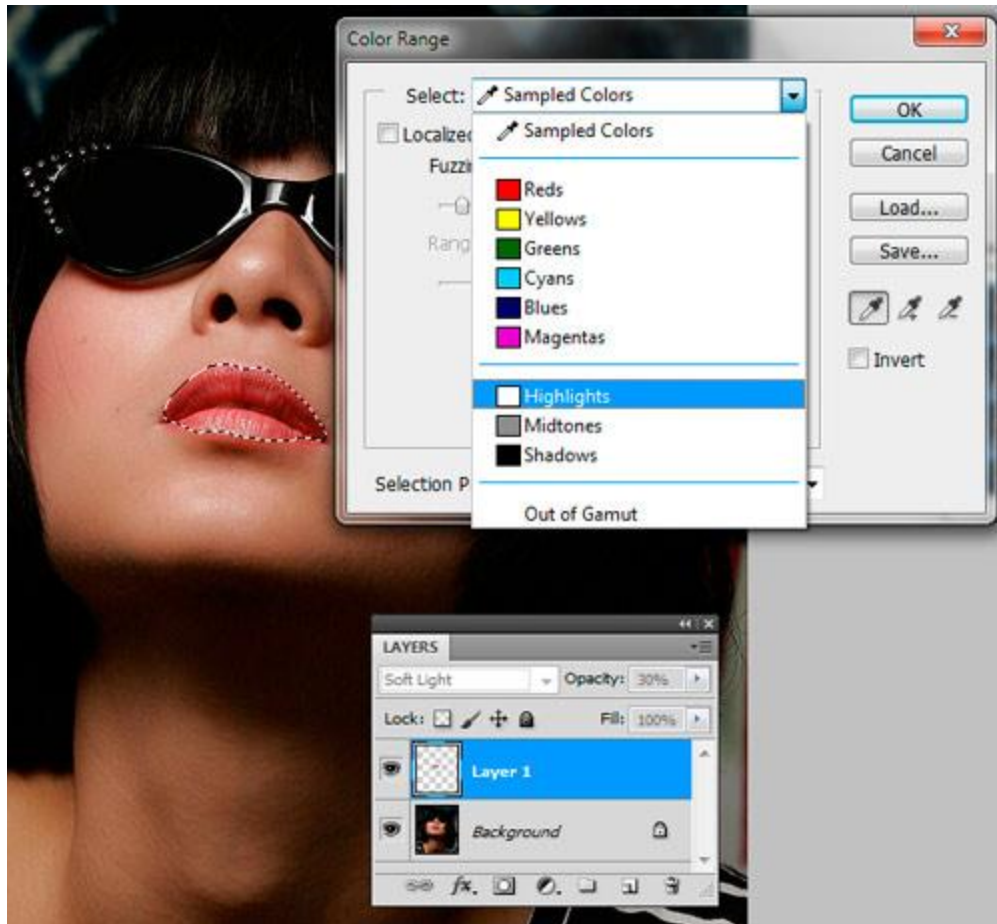 Color Range
Select: Sampled Colors
Sampled Colors
Reds
Yellows
Greens
Cyans
Blues
Magentas
Highlights
Midtones
Shadows
Out of Gamut
OK
Cancel
Load...
Save...
Invert
Selection
LAYERS
Soft Light Opacity: 30%
Lock: Fill: 100%
Layer 1
Background
fx.